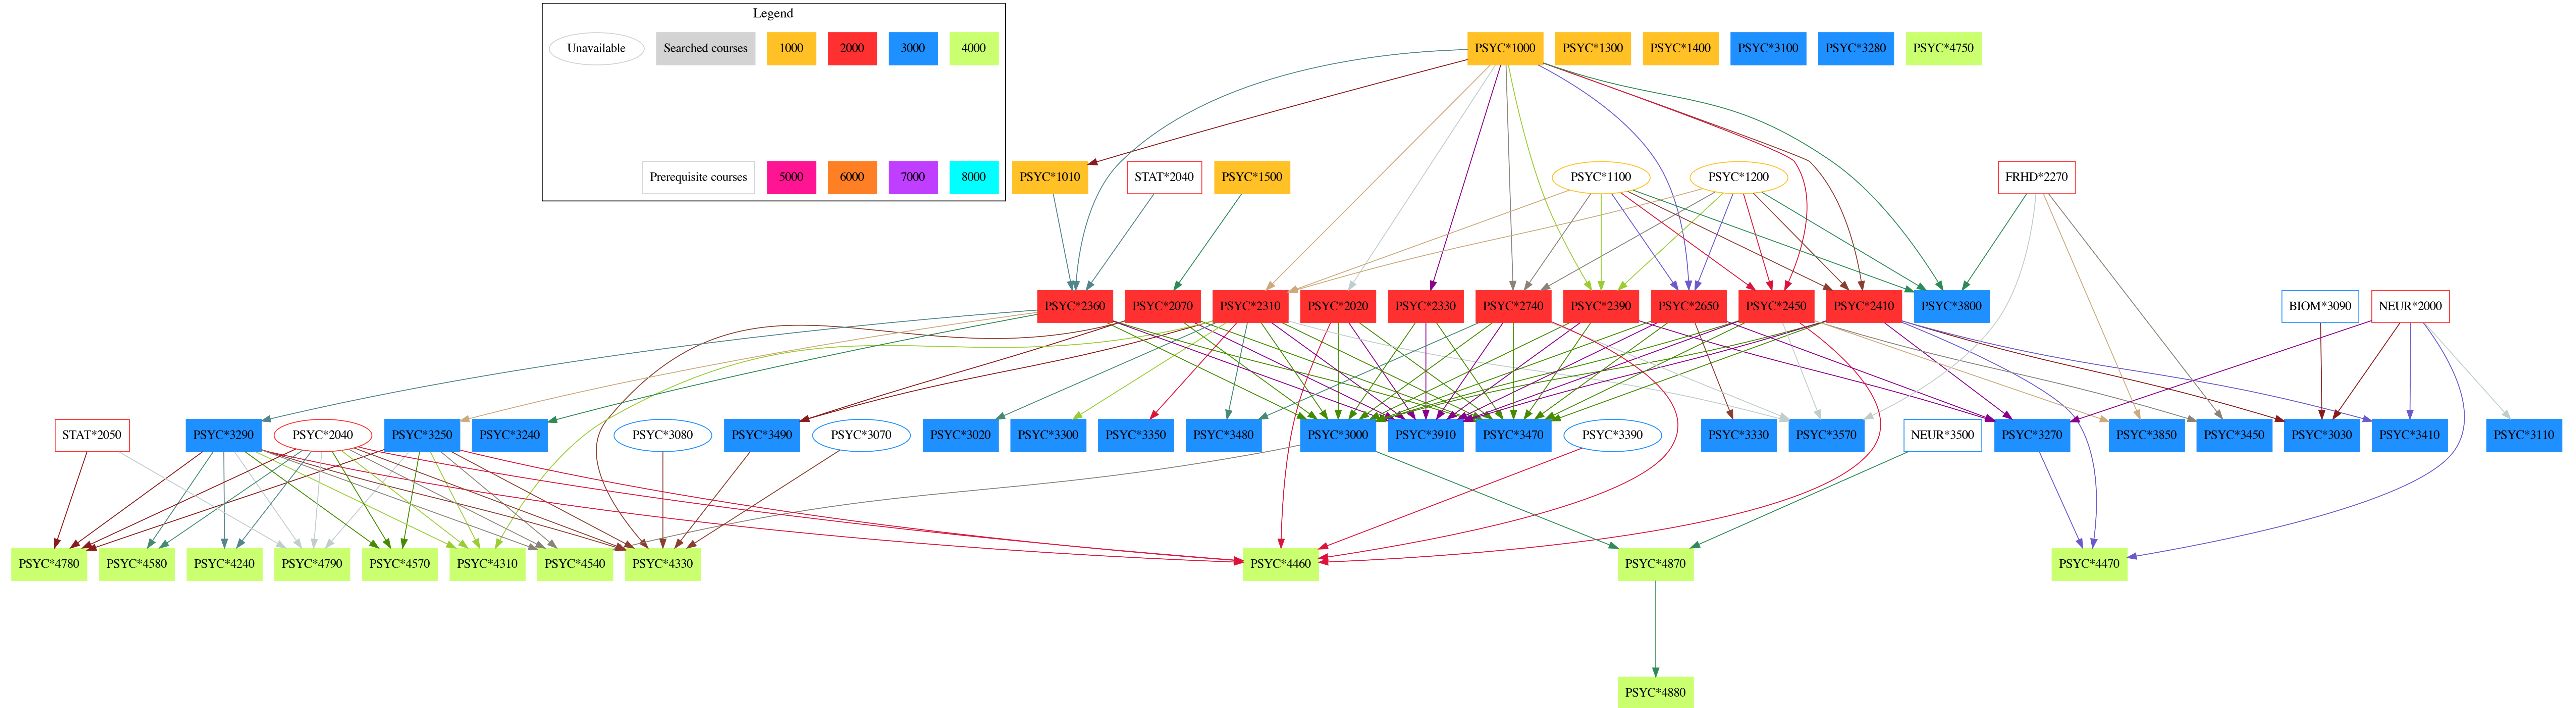 Legend
Unavailable
Searched courses
1000
2000
3000
4000
PSYC*1000
PSYC*1300
PSYC*1400
PSYC*3100
PSYC*3280
PSYC*4750
Prerequisite courses
5000
6000
7000
8000
PSYC*1010
STAT*2040
PSYC*1500
PSYC*1100
PSYC*1200
FRHD*2270
PSYC*2360
PSYC*2070
PSYC*2310
PSYC*2020
PSYC*2330
PSYC*2740
PSYC*2390
PSYC*2650
PSYC*2450
PSYC*2410
PSYC*3800
BIOM*3090
NEUR*2000
STAT*2050
PSYC*3290
PSYC*2040
PSYC*3250
PSYC*3240
PSYC*3080
PSYC*3490
PSYC*3070
PSYC*3020
PSYC*3300
PSYC*3350
PSYC*3480
PSYC*3000
PSYC*3910
PSYC*3470
PSYC*3390
PSYC*3330
PSYC*3570
NEUR*3500
PSYC*3270
PSYC*3850
PSYC*3450
PSYC*3030
PSYC*3410
PSYC*3110
PSYC*4780
PSYC*4580
PSYC*4240
PSYC*4790
PSYC*4570
PSYC*4310
PSYC*4540
PSYC*4330
PSYC*4460
PSYC*4870
PSYC*4470
PSYC*4880